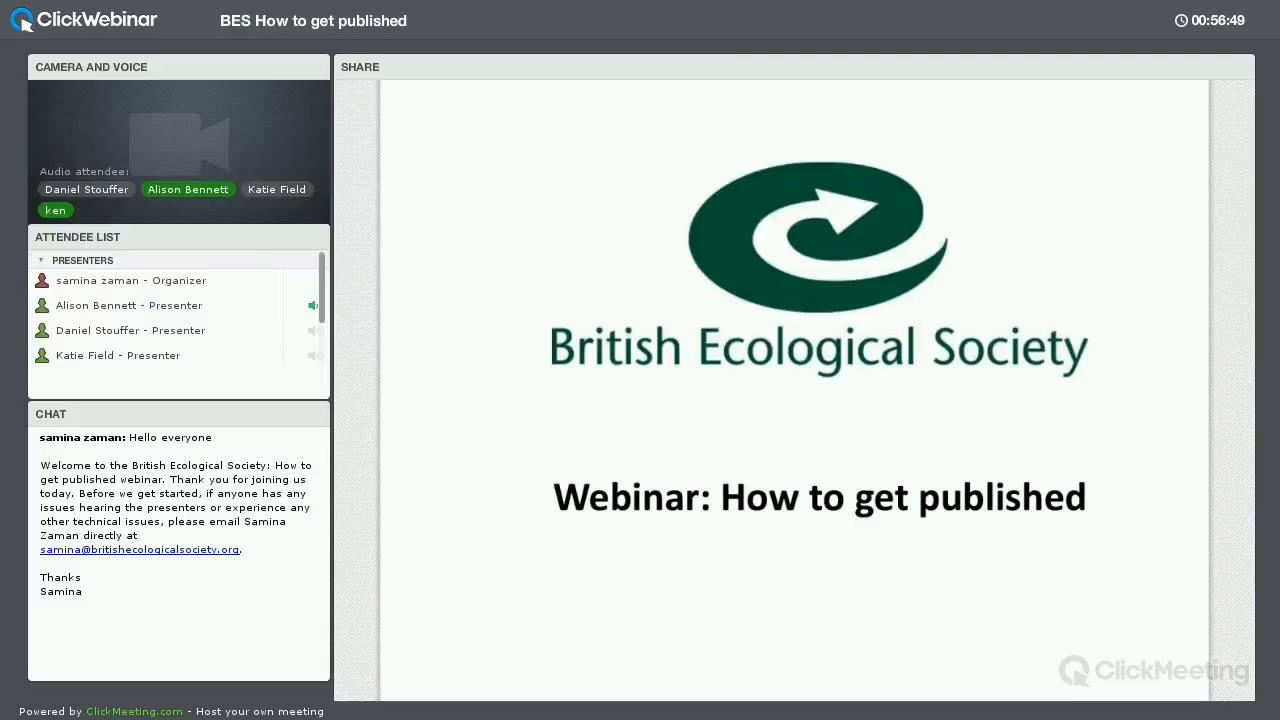 ClickWebinar
BES How to get published
00:56:49
CAMERA AND VOICE
Audio attendee:
Daniel Stouffer Alison Bennett Katie Field
ken
ATTENDEE LIST
PRESENTERS
samina zaman - Organizer
Alison Bennett - Presenter
Daniel Stouffer - Presenter
Katie Field - Presenter
CHAT
samina zaman: Hello everyone
Welcome to the British Ecological Society: How to
get published webinar. Thank you for joining us
today. Before we get started, if anyone has any
issue hearing the presenters or experience any
other technical issues, please email Samina
Zaman directly at
samina@britishecologicalsociety.org.
Thanks
Samina
Powered by ClickMeeting.com - Host your own meeting
SHARE
British Ecological Society
Webinar: How to get published
ClickMeeting